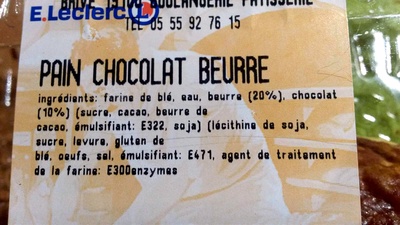 BRIVE 19100 BOULANGERIE PATISSERIE
E.Leclerc L
TEL 05 55 92 76 15
PAIN CHOCOLAT BEURRE
ingrédients: farine de blé, eau, beurre (20%), chocolat
(10%) (sucre, cacao, beurre de
cacao, émulsifiant: E322, soja) (lécithine de soja,
sucre, levure, gluten de
blé, oeufs, sel, émulsifiant: E471, agent de traitement
de la farine: E300enzymes